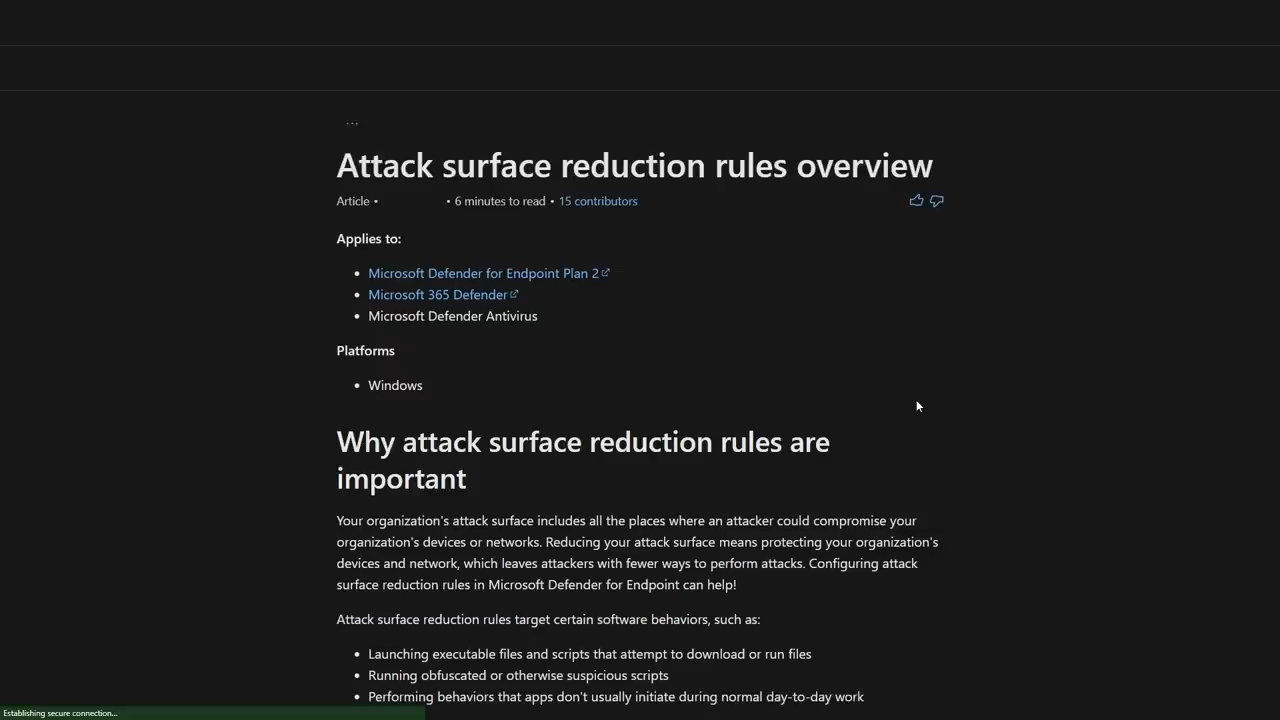 ...
Attack surface reduction rules overview
Article • • 6 minutes to read • 15 contributors
Applies to:
• Microsoft Defender for Endpoint Plan 2
• Microsoft 365 Defender
• Microsoft Defender Antivirus
Platforms
• Windows
Why attack surface reduction rules are
important
Your organization's attack surface includes all the places where an attacker could compromise your
organization's devices or networks. Reducing your attack surface means protecting your organization's
devices and network, which leaves attackers with fewer ways to perform attacks. Configuring attack
surface reduction rules in Microsoft Defender for Endpoint can help!
Attack surface reduction rules target certain software behaviors, such as:
• Launching executable files and scripts that attempt to download or run files
• Running obfuscated or otherwise suspicious scripts
• Performing behaviors that apps don't usually initiate during normal day-to-day work
Establishing secure connection...